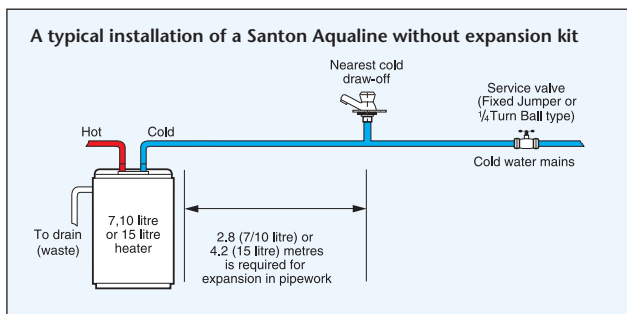 A typical installation of a Santon Aqualine without expansion kit
Nearest cold
draw-off
Service valve
(Fixed Jumper or
¼Turn Ball type)
Hot
Cold
Cold water mains
To drain
(waste)
7,10 litre
or 15 litre
heater
2.8 (7/10 litre) or
4.2 (15 litre) metres
is required for
expansion in pipework